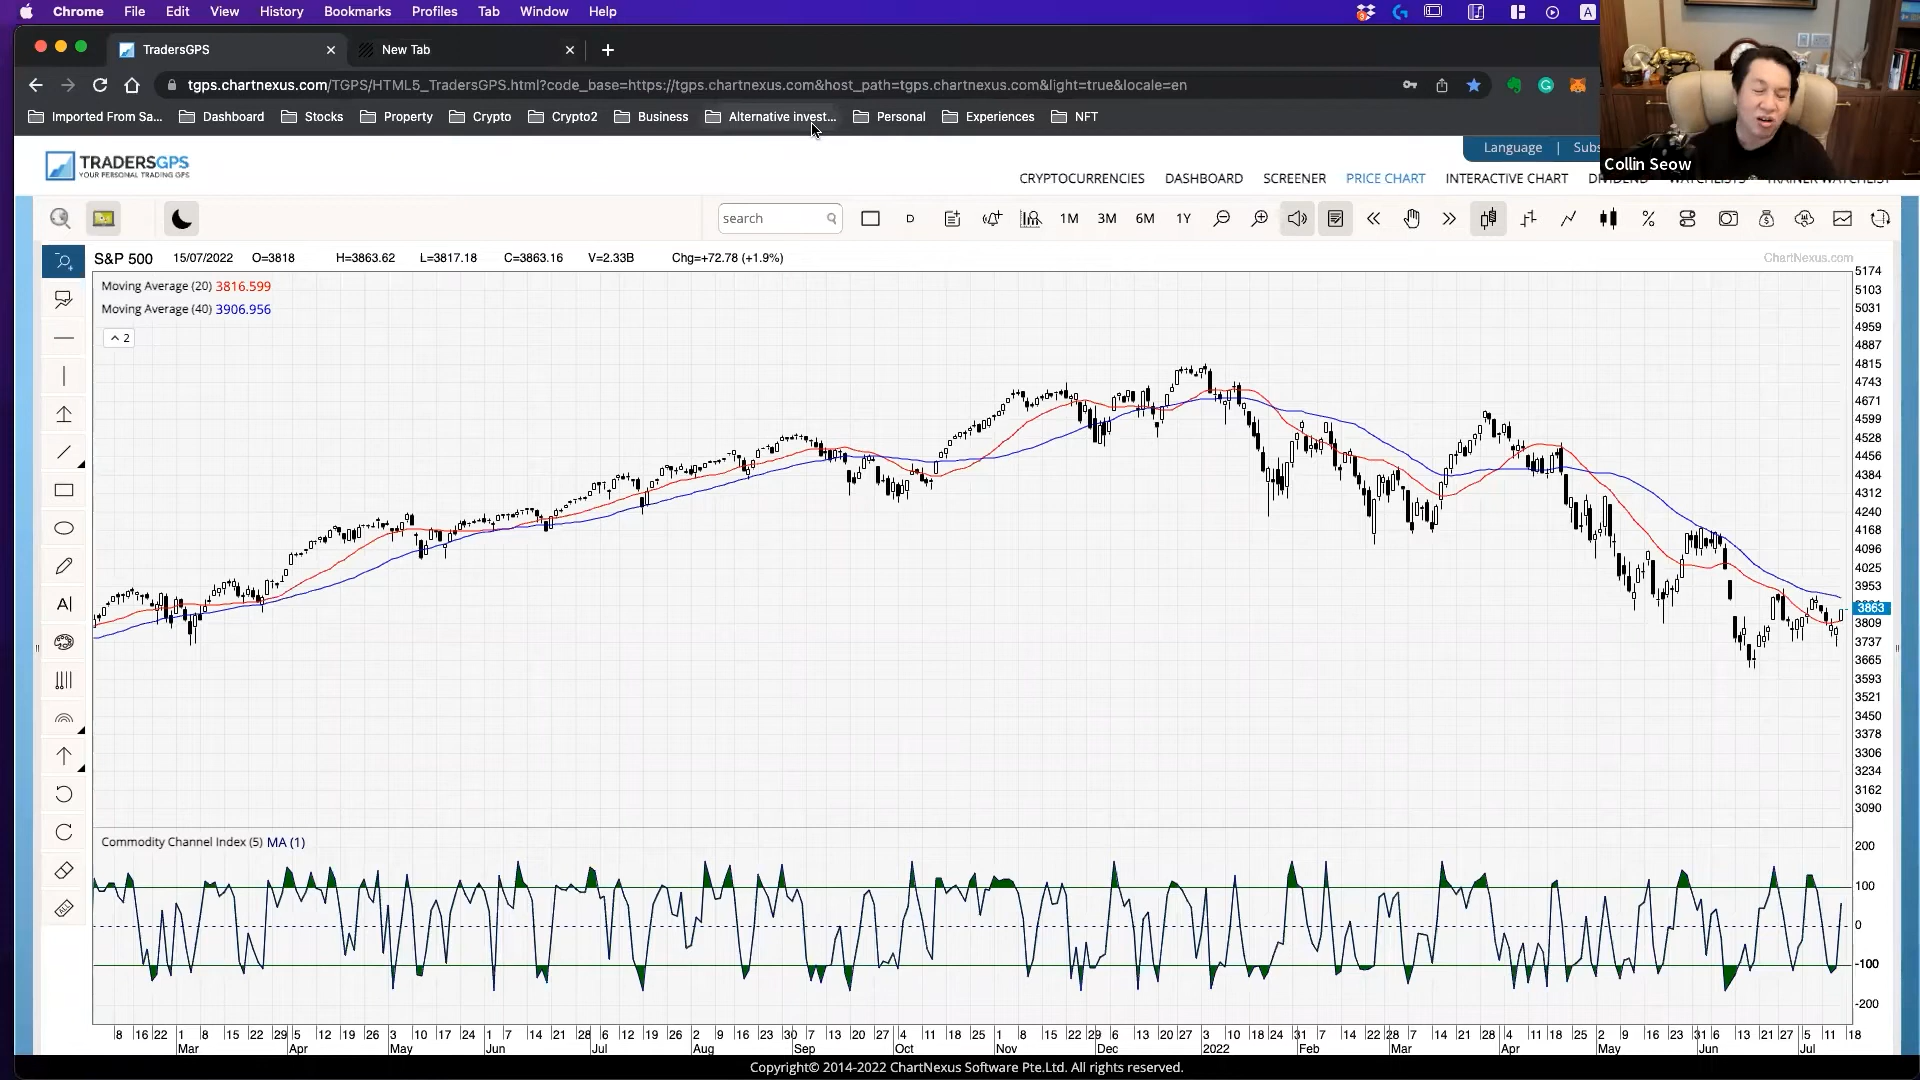 Chrome File Edit View History Bookmarks Profiles Tab Window Help
TradersGPS New Tab
tgps.chartnexus.com/TGPS/HTML5_TradersGPS.html?code_base=https://tgps.chartnexus.com&host_path=tgps.chartnexus.com&light=true&locale=en
Imported From Sa... Dashboard Stocks Property Crypto Crypto2 Business Alternative invest... Personal Experiences NFT
Collin Seow
TRADERSGPS
YOUR PERSONAL TRADING GPS
Language | Subs
CRYPTOCURRENCIES DASHBOARD SCREENER PRICE CHART INTERACTIVE CHART DIVIDEND WATCHLISTS TRAINER WATCHLIST
search D 1M 3M 6M 1Y
S&P 500 15/07/2022 O=3818 H=3863.62 L=3817.18 C=3863.16 V=2.33B Chg=+72.78 (+1.9%)
ChartNexus.com
Moving Average (20) 3816.599
Moving Average (40) 3906.956
2
5174
5103
5031
4959
4887
4815
4743
4671
4599
4528
4456
4384
4312
4240
4168
4096
4025
3953
3863
3809
3737
3665
3593
3521
3450
3378
3306
3234
3162
3090
Commodity Channel Index (5) MA (1)
200
100
0
-100
-200
8 16 22 1 8 15 22 29 5 12 19 26 3 10 17 24 1 7 14 21 28 6 12 19 26 2 9 16 23 30 7 13 20 27 4 11 18 25 1 8 15 22 29 6 13 20 27 3 10 18 24 31 7 14 22 28 7 14 21 28 4 11 18 25 2 9 16 23 31 6 13 21 27 5 11 18
Mar Apr May Jun Jul Aug Sep Oct Nov Dec 2022 Feb Mar Apr May Jun Jul
Copyright© 2014-2022 ChartNexus Software Pte.Ltd. All rights reserved.